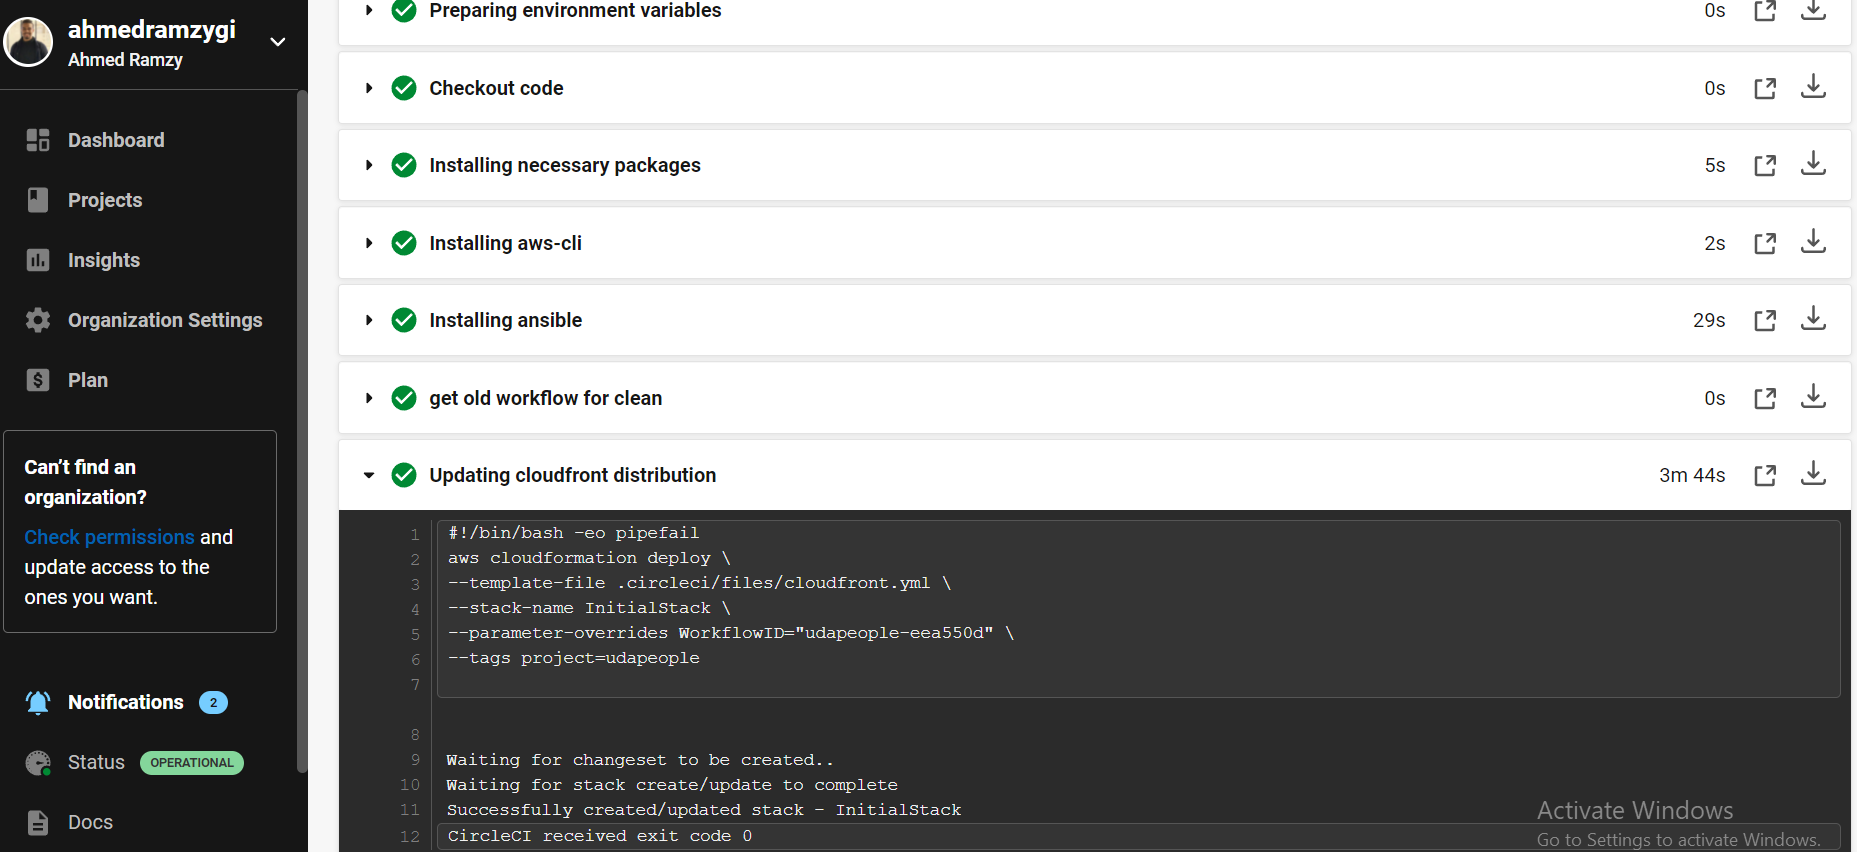 ahmedramzygi
Ahmed Ramzy
Dashboard
Projects
Insights
Organization Settings
Plan
Can't find an
organization?
Check permissions and
update access to the
ones you want.
Notifications 2
Status OPERATIONAL
Docs
Preparing environment variables 0s
Checkout code 0s
Installing necessary packages 5s
Installing aws-cli 2s
Installing ansible 29s
get old workflow for clean 0s
Updating cloudfront distribution 3m 44s
1 #!/bin/bash -eo pipefail
2 aws cloudformation deploy \
3 --template-file .circleci/files/cloudfront.yml \
4 --stack-name InitialStack \
5 --parameter-overrides WorkflowID="udapeople-eea550d" \
6 --tags project=udapeople
7
8
9 Waiting for changeset to be created..
10 Waiting for stack create/update to complete
11 Successfully created/updated stack - InitialStack
12 CircleCI received exit code 0
Activate Windows
Go to Settings to activate Windows.